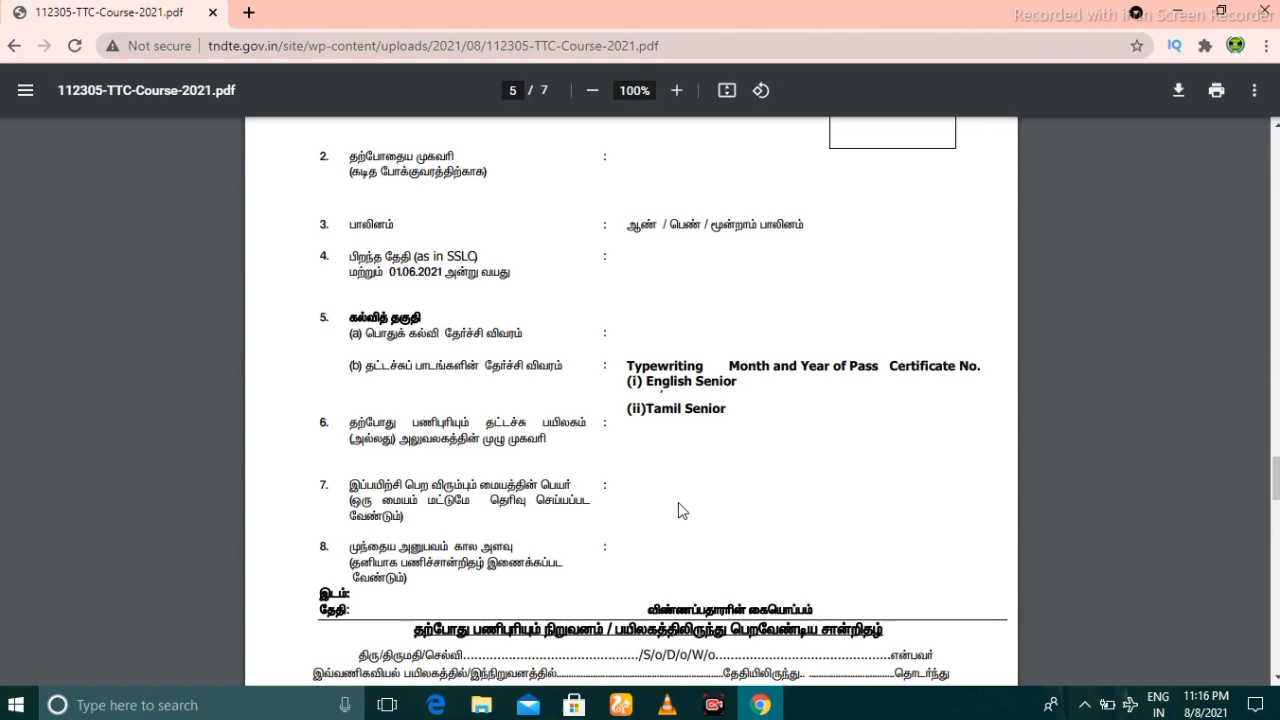 112305-TTC-Course-2021.pdf
Recorded with iFun Screen Recorder
Not secure tndte.gov.in/site/wp-content/uploads/2021/08/112305-TTC-Course-2021.pdf
IQ
112305-TTC-Course-2021.pdf 5 / 7 100%
2. தற்போதைய முகவரி :
(கடித போக்குவரத்திற்காக)
3. பாலினம் : ஆண் / பெண் / மூன்றாம் பாலினம்
4. பிறந்த தேதி (as in SSLC) :
மற்றும் 01.06.2021 அன்று வயது
5. கல்வித் தகுதி
(a) பொதுக் கல்வி தேர்ச்சி விவரம் :
(b) தட்டச்சுப் பாடங்களின் தேர்ச்சி விவரம் : Typewriting Month and Year of Pass Certificate No.
(i) English Senior
(ii)Tamil Senior
6. தற்போது பணிபுரியும் தட்டச்சு பயிலகம் :
(அல்லது) அலுவலகத்தின் முழு முகவரி
7. இப்பயிற்சி பெற விரும்பும் மையத்தின் பெயர் :
(ஒரு மையம் மட்டுமே தெரிவு செய்யப்பட
வேண்டும்)
8. முந்தைய அனுபவம் கால அளவு :
(தனியாக பணிச்சான்றிதழ் இணைக்கப்பட
வேண்டும்)
இடம்:
தேதி: விண்ணப்பதாரரின் கையொப்பம்
தற்போது பணிபுரியும் நிறுவனம் / பயிலகத்திலிருந்து பெறவேண்டிய சான்றிதழ்
திரு/திருமதி/செல்வி............................................/S/o/D/o/W/o............................................என்பவர்
இவ்வணிகவியல் பயிலகத்தில்/இந்நிறுவனத்தில்......................................................தேதியிலிருந்து.. ............................தொடர்ந்து
Type here to search
ENG
IN
11:16 PM
8/8/2021